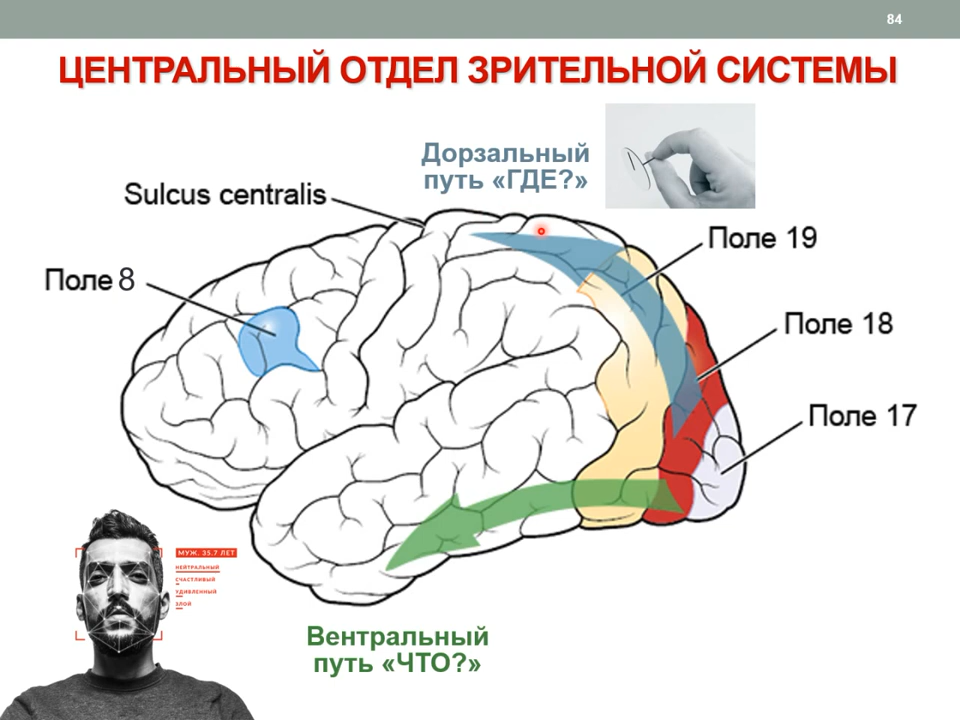 84
ЦЕНТРАЛЬНЫЙ ОТДЕЛ ЗРИТЕЛЬНОЙ СИСТЕМЫ
Дорзальный
путь «ГДЕ?»
Sulcus centralis
Поле 19
Поле 8
Поле 18
Поле 17
МУЖ. 35.7 ЛЕТ
НЕЙТРАЛЬНЫЙ
СЧАСТЛИВЫЙ
УДИВЛЕННЫЙ
ЗЛОЙ
Вентральный
путь «ЧТО?»